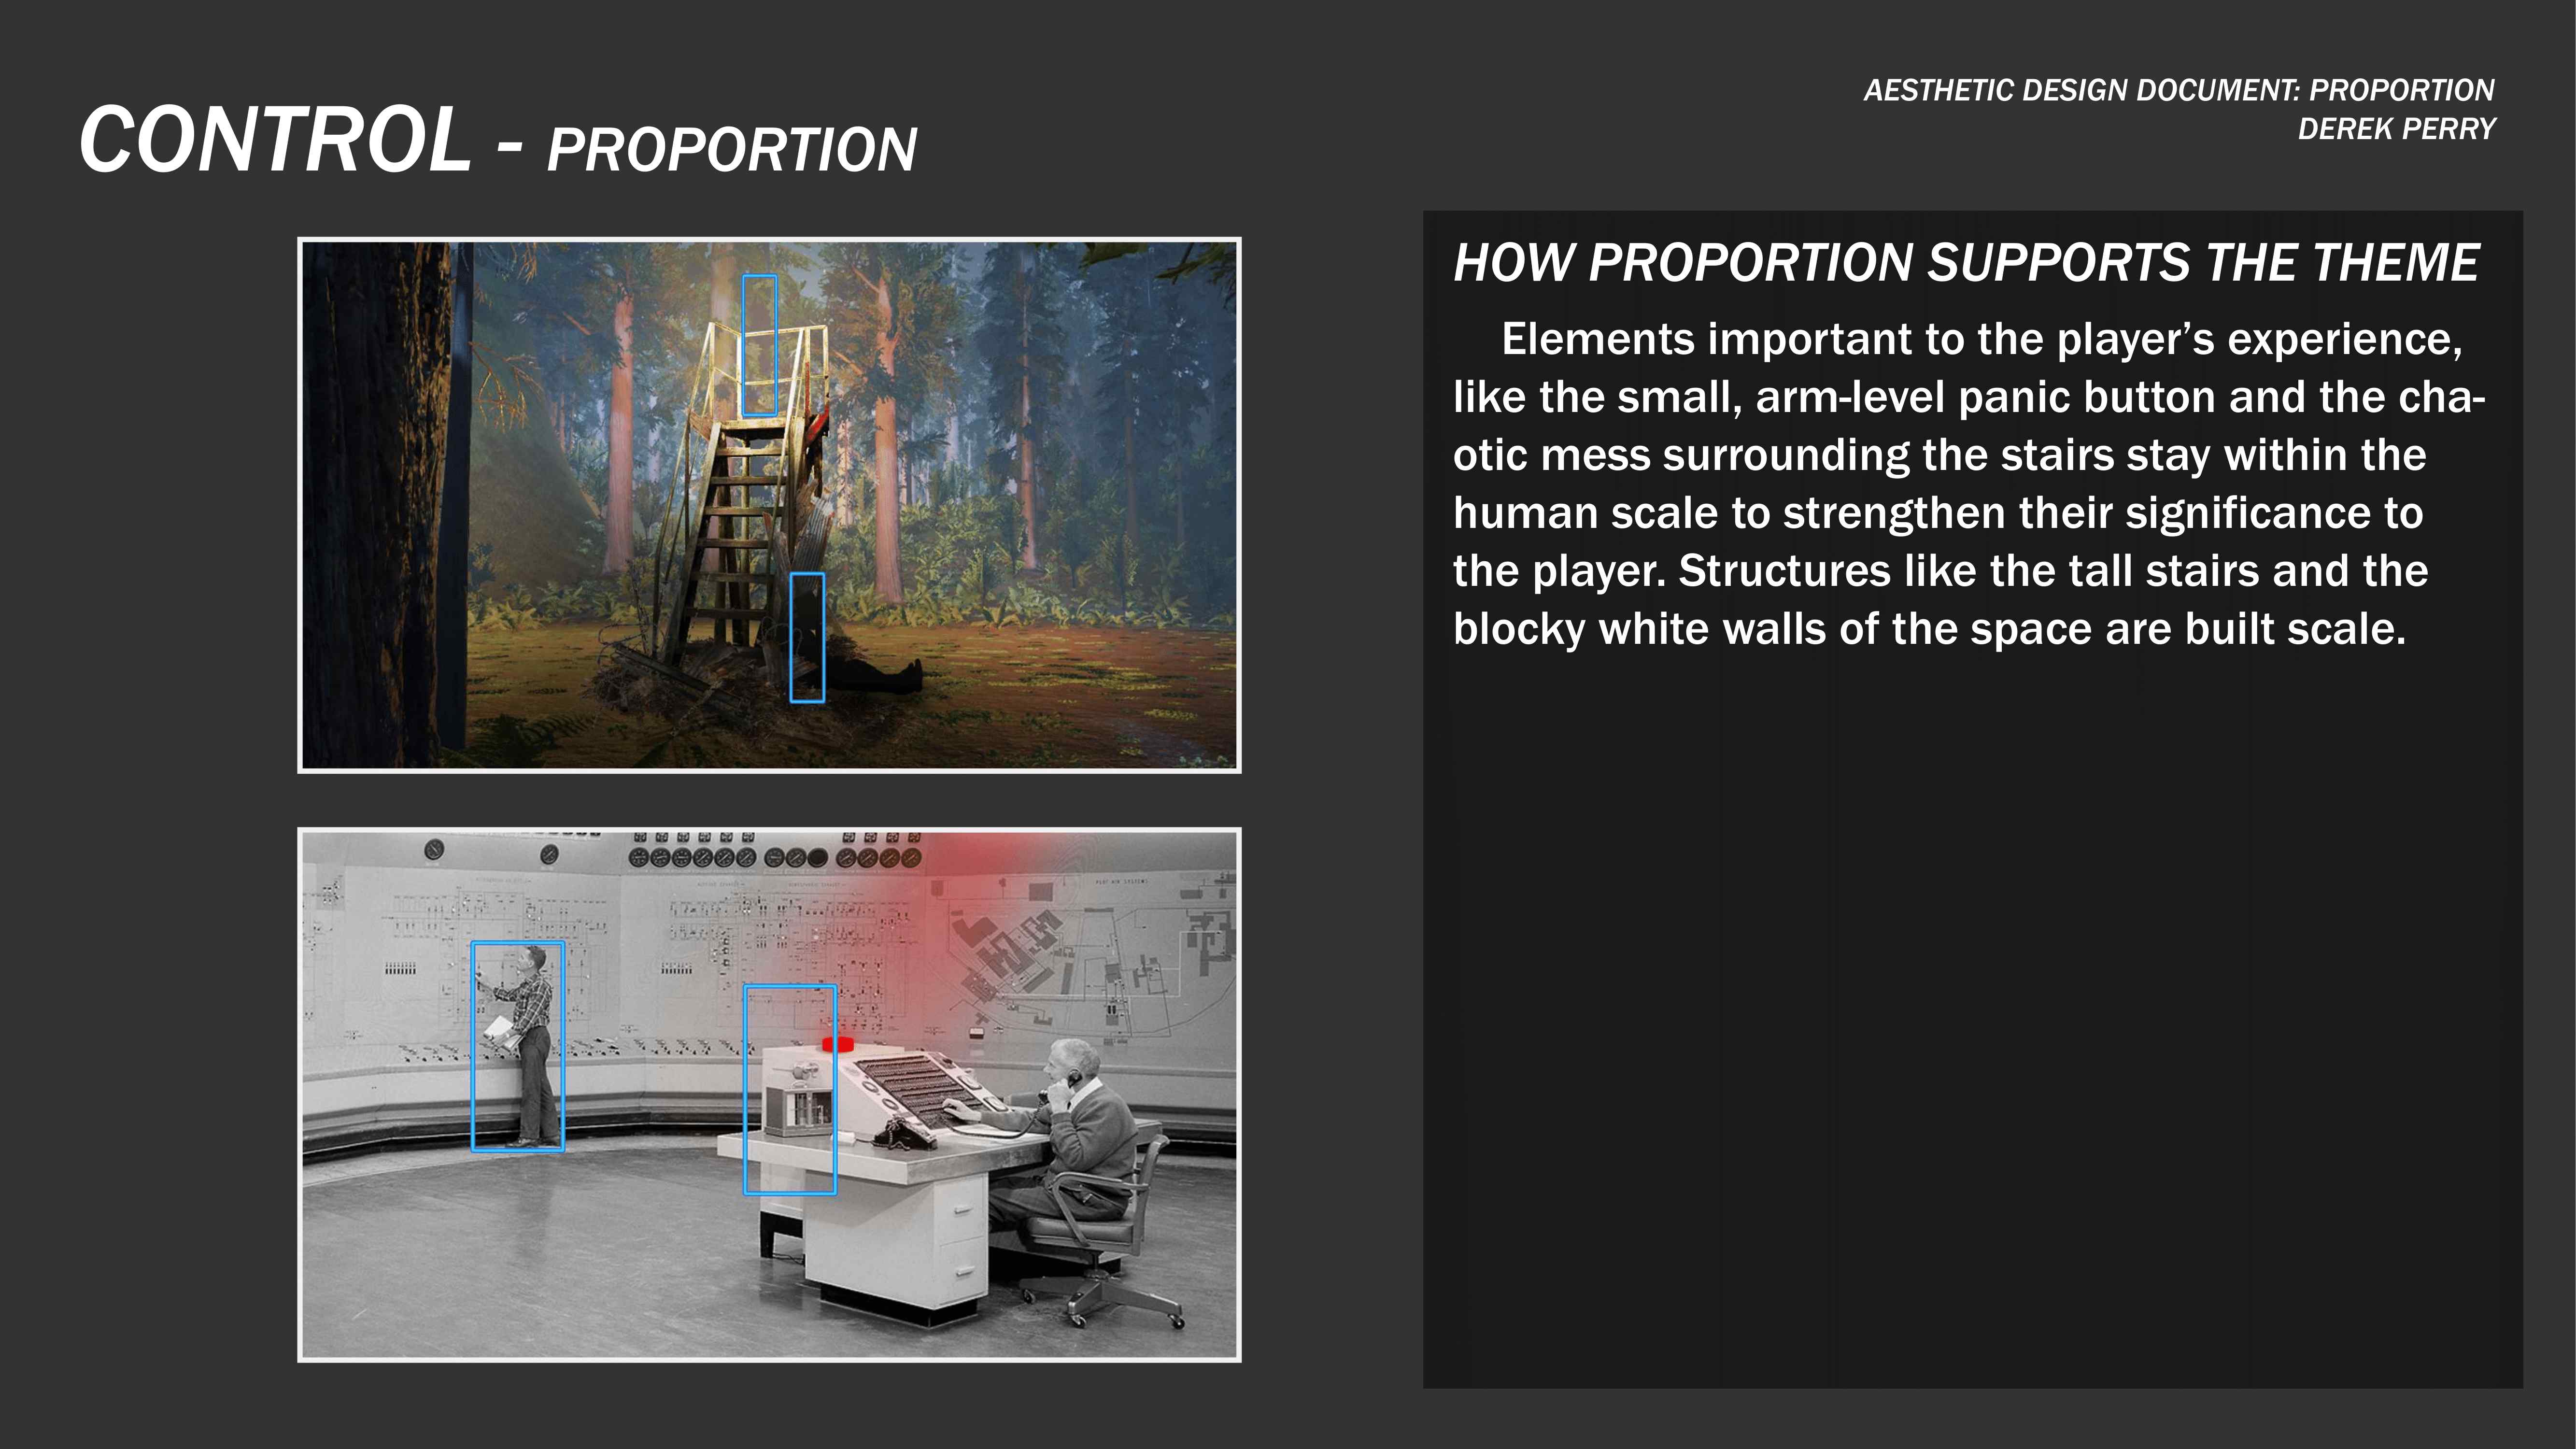 CONTROL - PROPORTION
AESTHETIC DESIGN DOCUMENT: PROPORTION
DEREK PERRY
HOW PROPORTION SUPPORTS THE THEME
Elements important to the player’s experience,
like the small, arm-level panic button and the cha-
otic mess surrounding the stairs stay within the
human scale to strengthen their significance to
the player. Structures like the tall stairs and the
blocky white walls of the space are built scale.